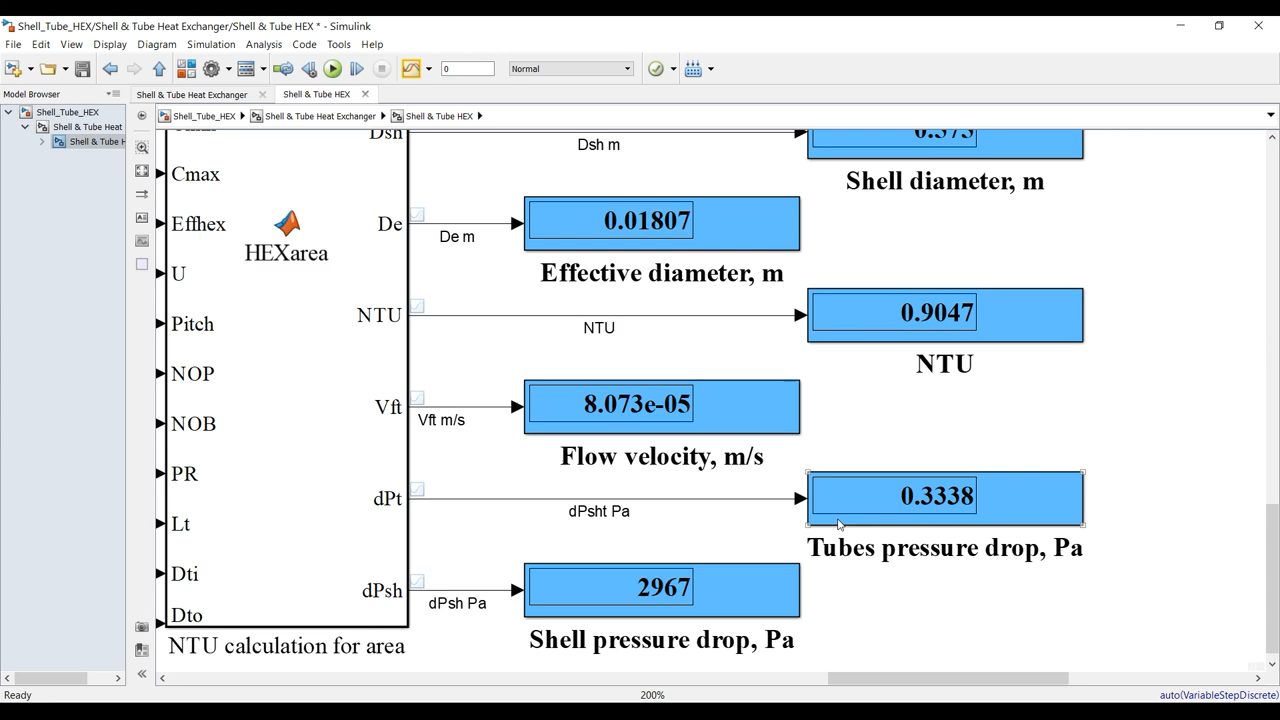 Shell_Tube_HEX/Shell & Tube Heat Exchanger/Shell & Tube HEX * - Simulink
File Edit View Display Diagram Simulation Analysis Code Tools Help
0 Normal
Model Browser
Shell & Tube Heat Exchanger Shell & Tube HEX
Shell_Tube_HEX
Shell & Tube Heat
Shell & Tube H
Shell_Tube_HEX Shell & Tube Heat Exchanger Shell & Tube HEX
Dsh
Dsh m
0.575
Shell diameter, m
Cmax
Effhex
HEXarea
De
De m
0.01807
Effective diameter, m
U
Pitch
NTU
NTU
0.9047
NTU
NOP
NOB
Vft
Vft m/s
8.073e-05
Flow velocity, m/s
PR
Lt
dPt
dPsht Pa
0.3338
Tubes pressure drop, Pa
Dti
Dto
dPsh
dPsh Pa
2967
Shell pressure drop, Pa
NTU calculation for area
Ready 200% auto(VariableStepDiscrete)